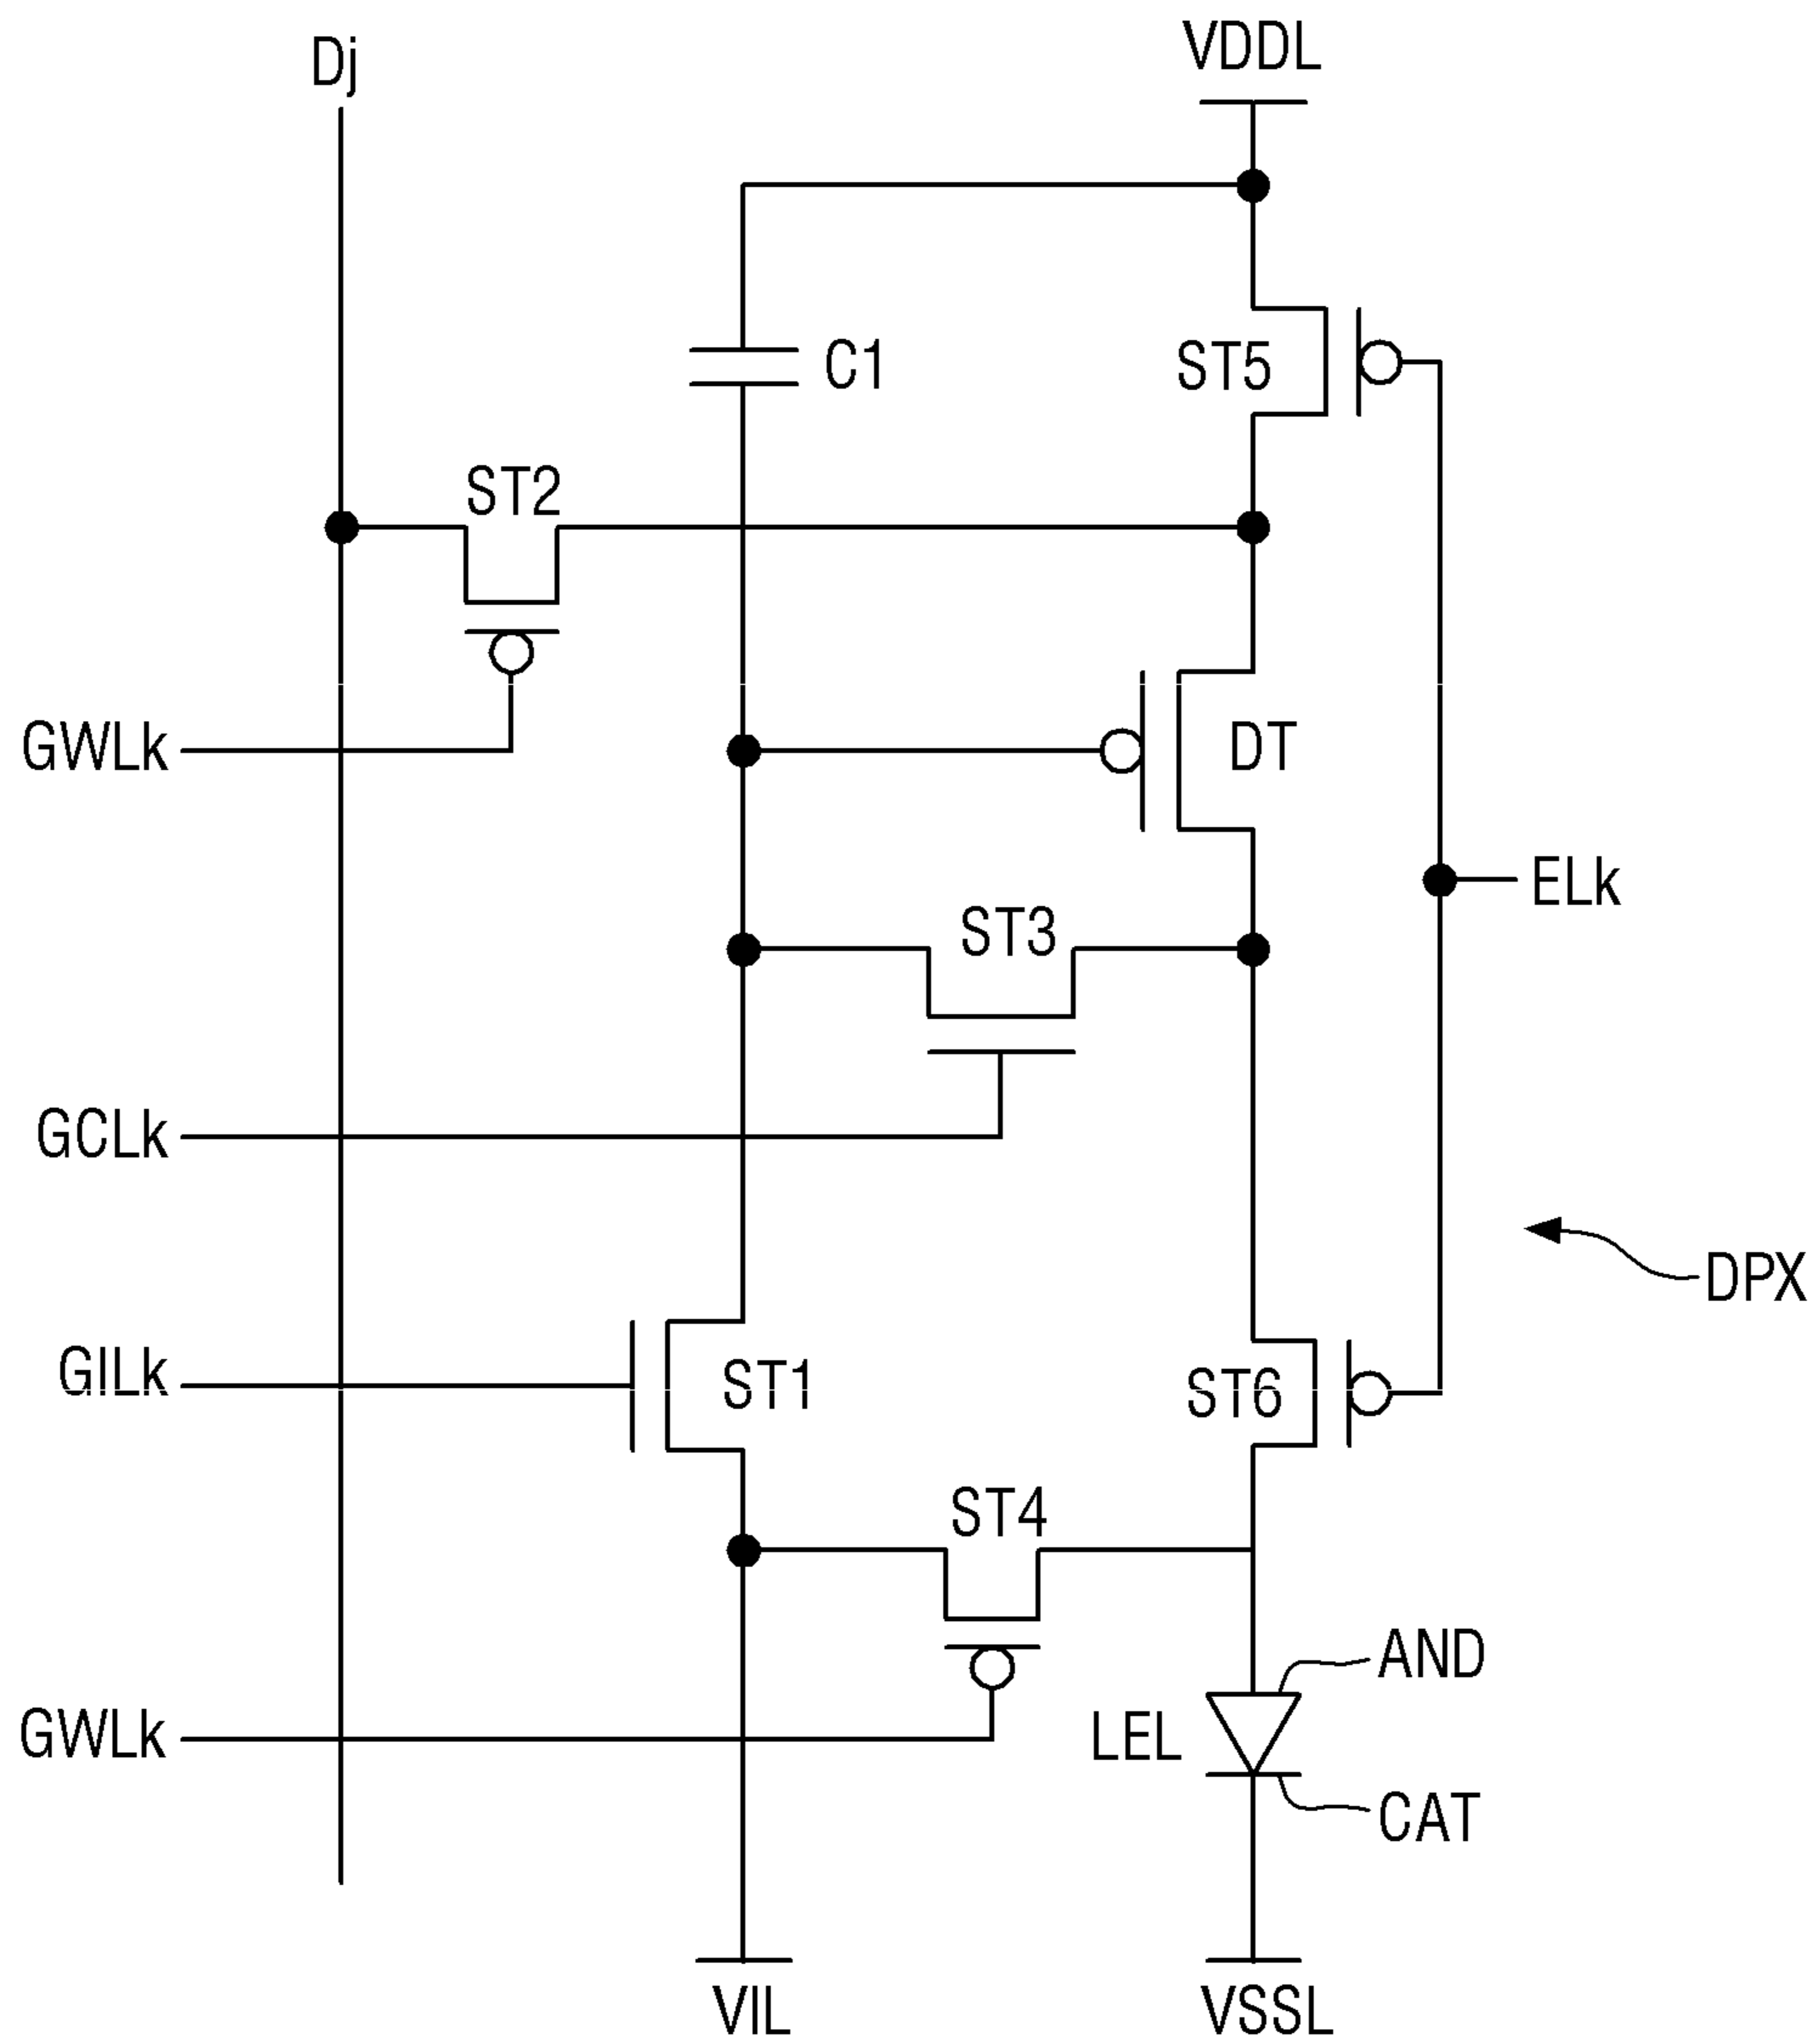 Dj
VDDL
C1
ST5
ST2
GWLk
DT
ELk
ST3
GCLk
DPX
GILk
ST1
ST6
ST4
AND
GWLk
LEL
CAT
VIL
VSSL